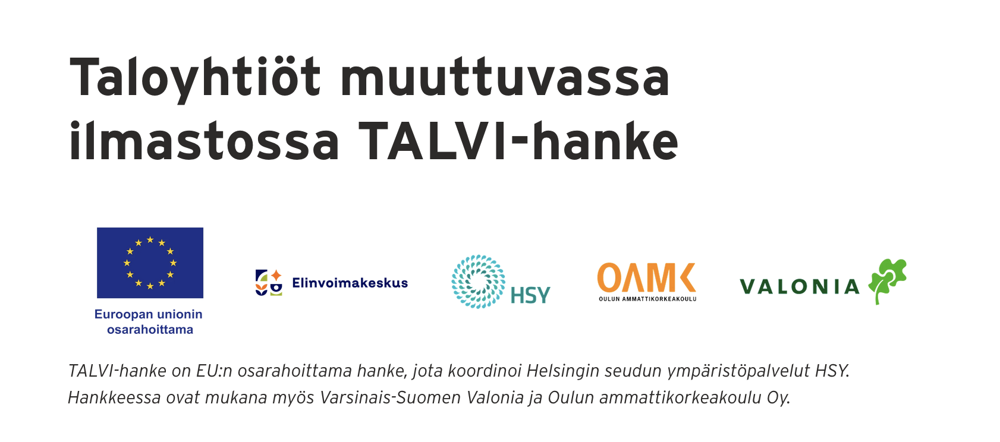 Taloyhtiöt muuttuvassa
ilmastossa TALVI-hanke
Euroopan unionin
osarahoittama
Elinvoimakeskus
HSY
OAMK
OULUN AMMATTIKORKEAKOULU
VALONIA
TALVI-hanke on EU:n osarahoittama hanke, jota koordinoi Helsingin seudun ympäristöpalvelut HSY.
Hankkeessa ovat mukana myös Varsinais-Suomen Valonia ja Oulun ammattikorkeakoulu Oy.